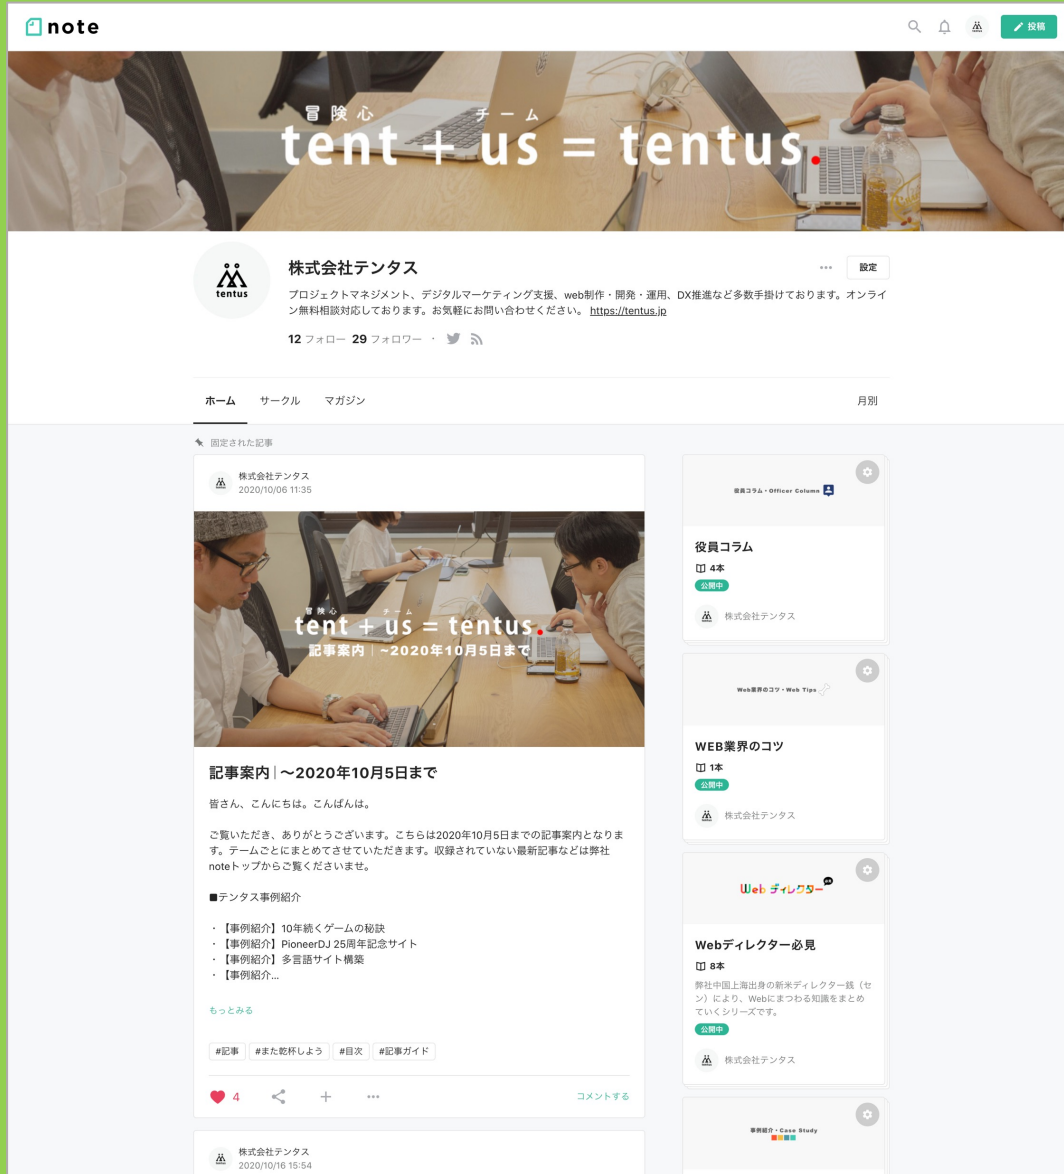 note
投稿
冒険心 チーム
tent + us = tentus.
tentus
株式会社テンタス
設定
プロジェクトマネジメント、デジタルマーケティング支援、web制作・開発・運用、DX推進など多数手掛けております。オンライ
ン無料相談対応しております。お気軽にお問い合わせください。 https://tentus.jp
12 フォロー 29 フォロワー ·
ホーム サークル マガジン 月別
固定された記事
株式会社テンタス
2020/10/06 11:35
冒険心 チーム
tent + us = tentus.
記事案内｜~2020年10月5日まで
記事案内｜〜2020年10月5日まで
皆さん、こんにちは。こんばんは。
ご覧いただき、ありがとうございます。こちらは2020年10月5日までの記事案内となりま
す。テームごとにまとめてさせていただきます。収録されていない最新記事などは弊社
noteトップからご覧くださいませ。
■テンタス事例紹介
・【事例紹介】10年続くゲームの秘訣
・【事例紹介】PioneerDJ 25周年記念サイト
・【事例紹介】多言語サイト構築
・【事例紹介...
もっとみる
#記事 #また乾杯しよう #目次 #記事ガイド
4
コメントする
株式会社テンタス
2020/10/16 15:54
役員コラム・Officer Column
役員コラム
4本
公開中
株式会社テンタス
Web業界のコツ・Web Tips
WEB業界のコツ
1本
公開中
株式会社テンタス
Web ディレクター
Webディレクター必見
8本
弊社中国上海出身の新米ディレクター銭（セ
ン）により、Webにまつわる知識をまとめ
ていくシリーズです。
公開中
株式会社テンタス
事例紹介・Case Study